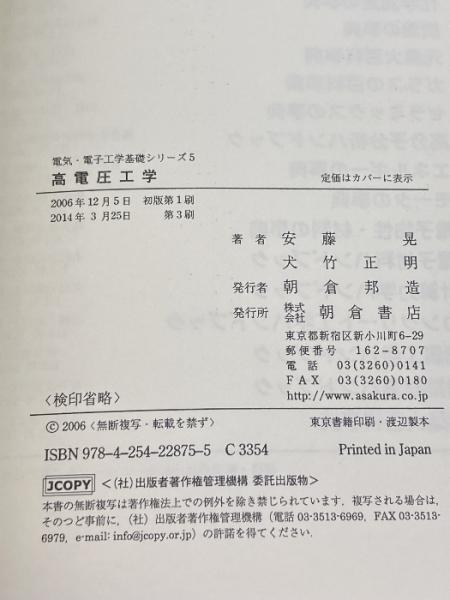 電気・電子工学基礎シリーズ5
高電圧工学
定価はカバーに表示
2006年12月5日 初版第1刷
2014年 3月25日 第3刷
著者 安藤 晃
犬竹正明
発行者 朝倉邦造
発行所 株式会社 朝倉書店
東京都新宿区新小川町6-29
郵便番号 162-8707
電話 03(3260)0141
FAX 03(3260)0180
http://www.asakura.co.jp
〈検印省略〉
©2006〈無断複写・転載を禁ず〉
東京書籍印刷・渡辺製本
ISBN 978-4-254-22875-5 C 3354
Printed in Japan
JCOPY <(社)出版者著作権管理機構 委託出版物>
本書の無断複写は著作権法上での例外を除き禁じられています.複写される場合は,
そのつど事前に,(社)出版者著作権管理機構(電話 03-3513-6969, FAX 03-3513-
6979, e-mail: info@jcopy.or.jp)の許諾を得てください.